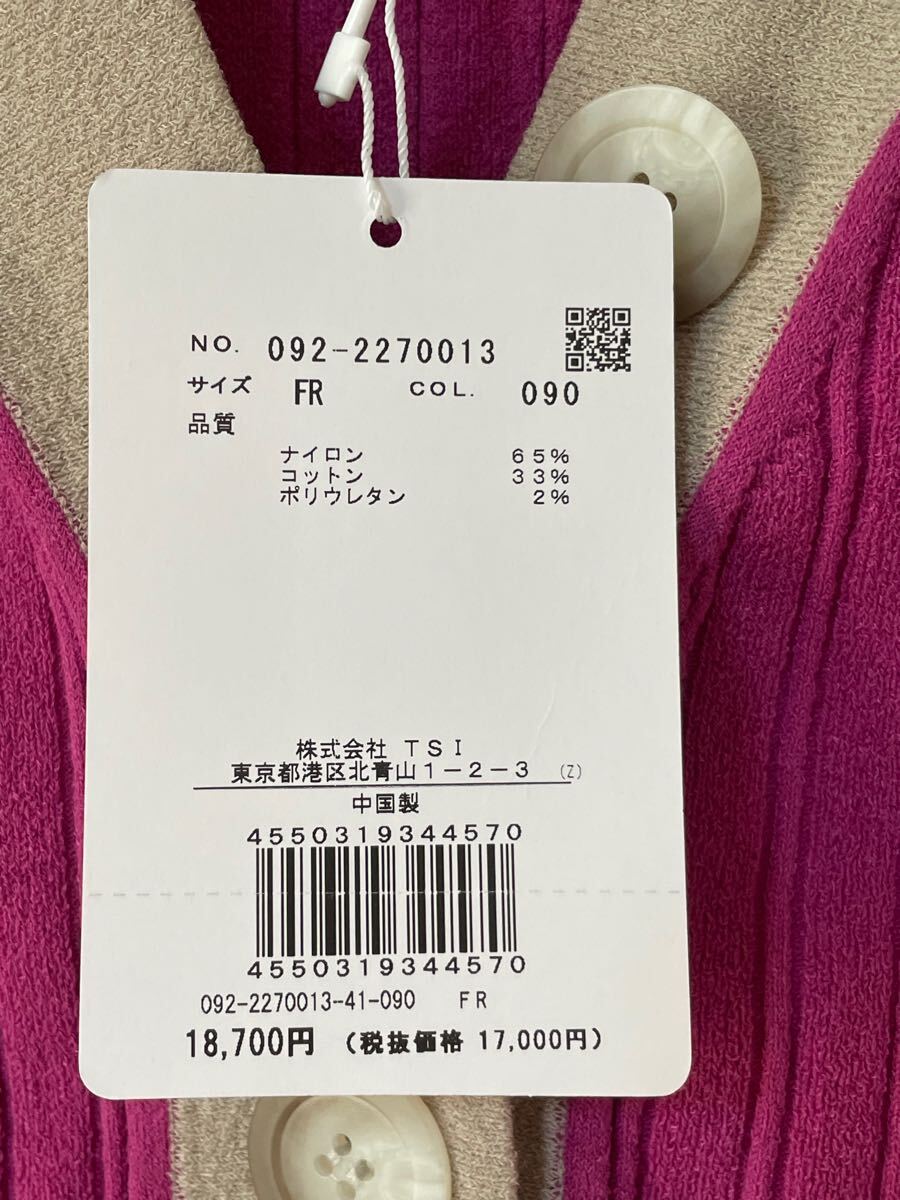 NO. 092-2270013
サイズ FR COL. 090
品質
ナイロン 65%
コットン 33%
ポリウレタン 2%
株式会社 TSI
東京都港区北青山1-2-3 (Z)
中国製
4550319344570
4550319344570
092-2270013-41-090 FR
18,700円 (税抜価格 17,000円)